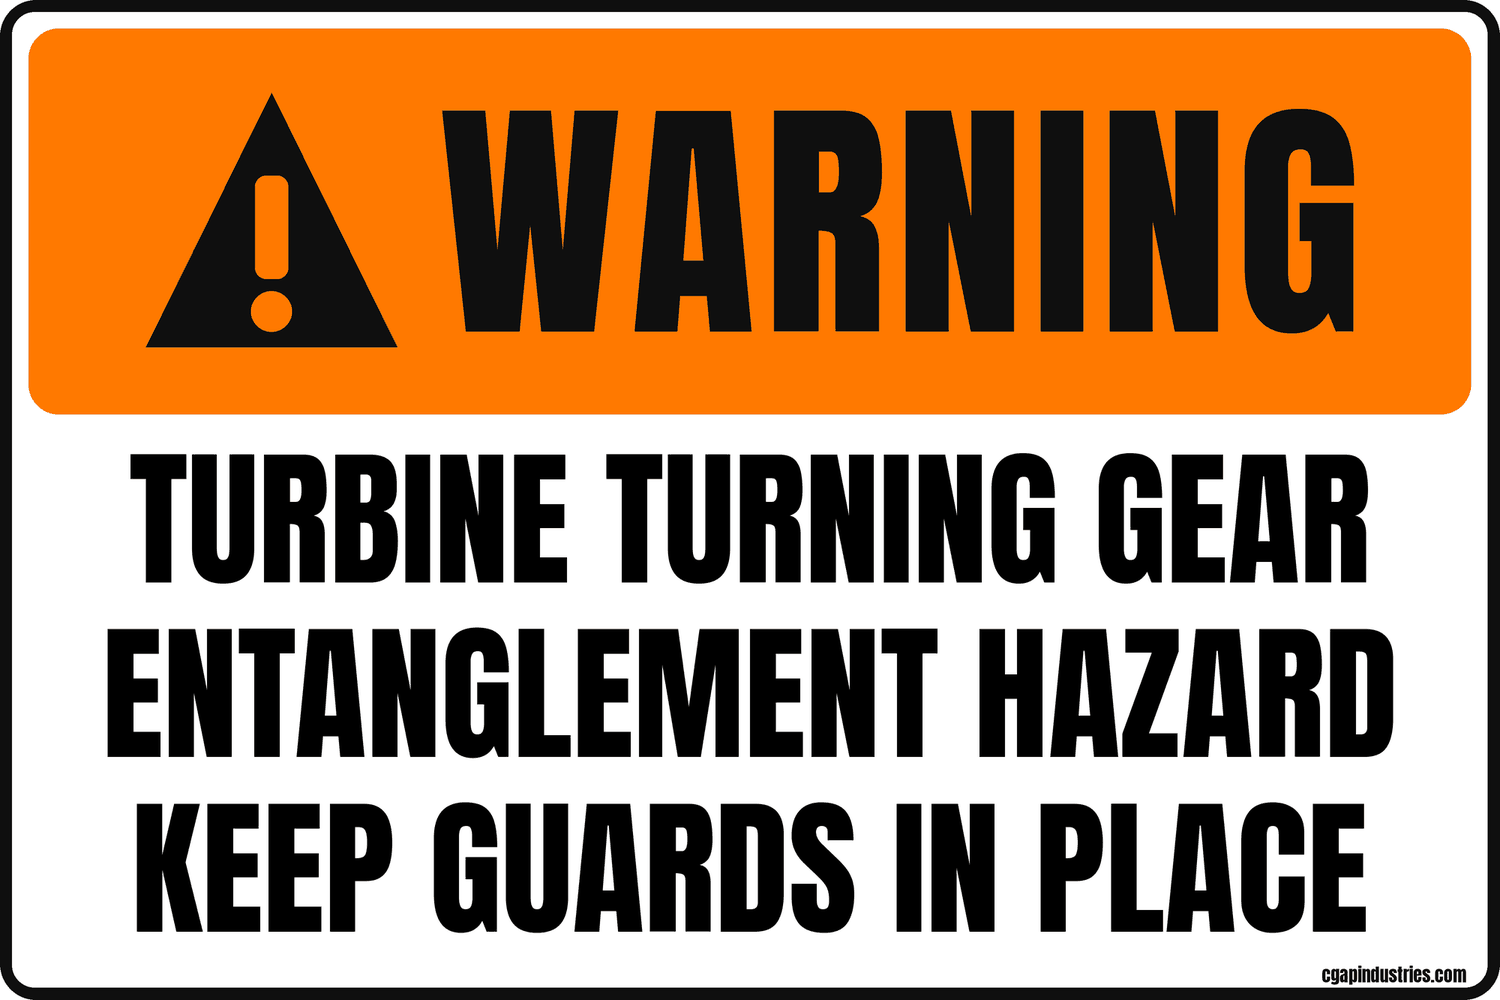 WARNING
TURBINE TURNING GEAR
ENTANGLEMENT HAZARD
KEEP GUARDS IN PLACE
cgapindustries.com